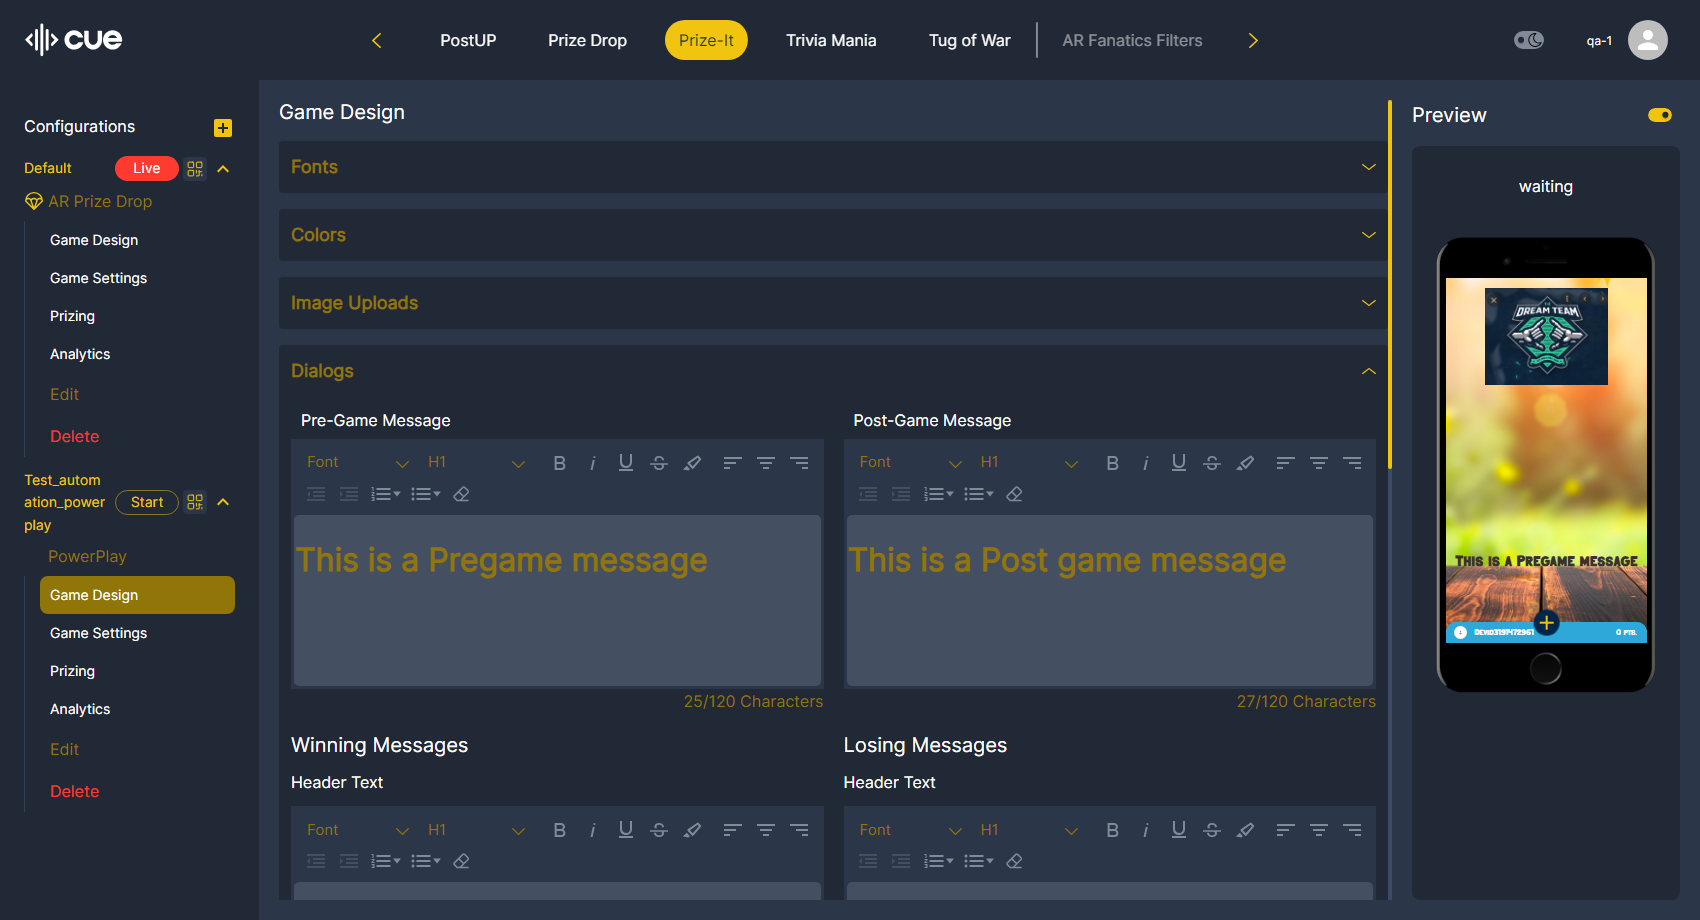 cue
PostUP
Prize Drop
Prize-It
Trivia Mania
Tug of War
AR Fanatics Filters
qa-1
Configurations
Default
Live
AR Prize Drop
Game Design
Game Settings
Prizing
Analytics
Edit
Delete
Test_autom
ation_power
play
Start
PowerPlay
Game Design
Game Settings
Prizing
Analytics
Edit
Delete
Game Design
Fonts
Colors
Image Uploads
Dialogs
Pre-Game Message
Font
H1
This is a Pregame message
25/120 Characters
Post-Game Message
Font
H1
This is a Post game message
27/120 Characters
Winning Messages
Header Text
Font
H1
Losing Messages
Header Text
Font
H1
Preview
waiting
DREAM TEAM
This is a Pregame message
0 pts.